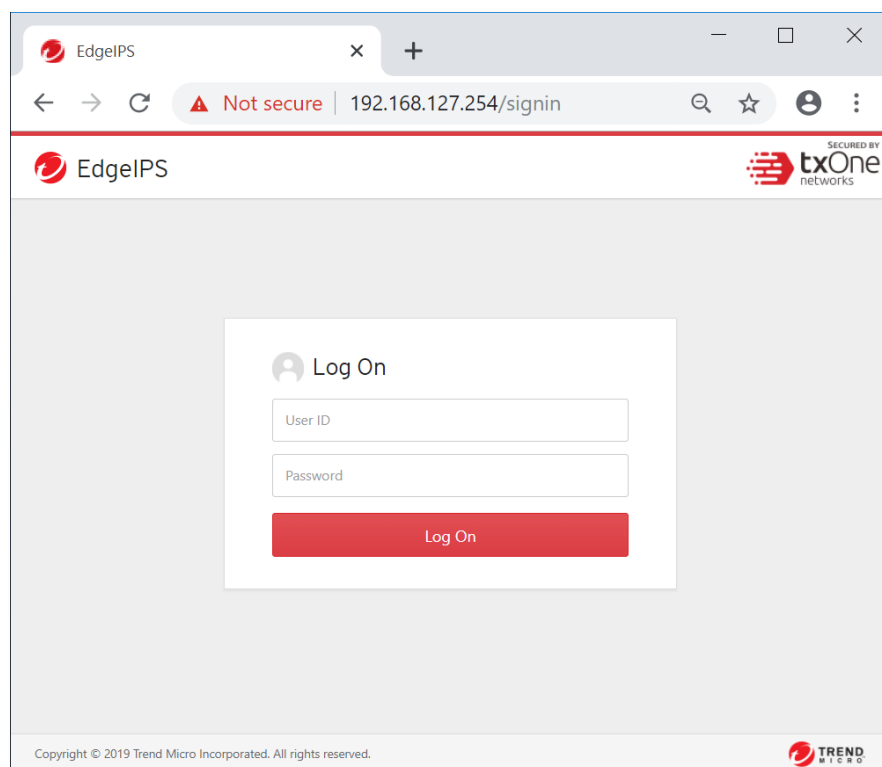 EdgeIPS
Not secure 192.168.127.254/signin
EdgeIPS
SECURED BY
txOne
networks
Log On
User ID
Password
Log On
Copyright © 2019 Trend Micro Incorporated. All rights reserved.
TREND
MICRO